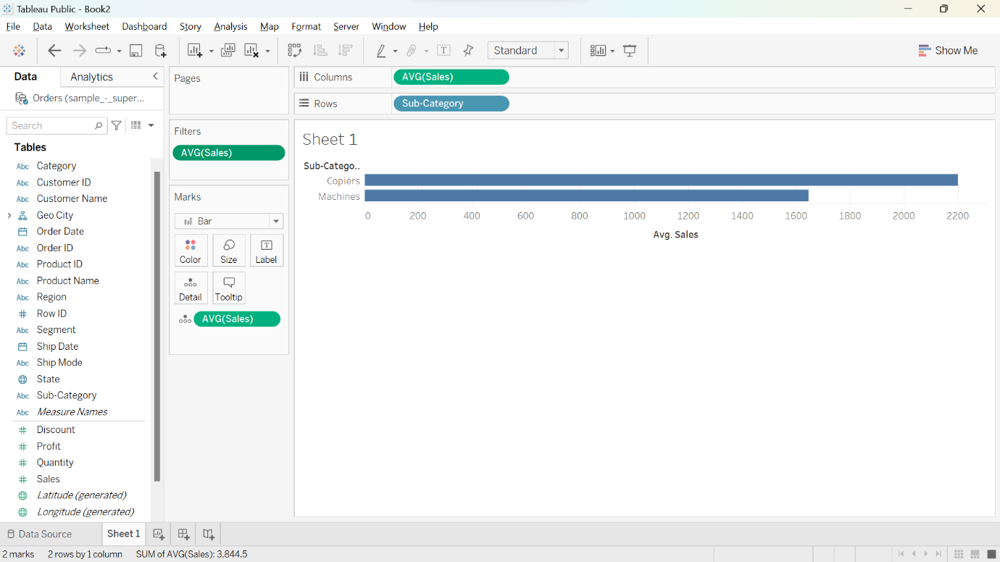 Tableau Public - Book2
File Data Worksheet Dashboard Story Analysis Map Format Server Window Help
Standard
Show Me
Data Analytics
Orders (sample_-_super...
Search
Tables
Abc Category
Abc Customer ID
Abc Customer Name
Geo City
Order Date
Abc Order ID
Abc Product ID
Abc Product Name
Abc Region
# Row ID
Abc Segment
Ship Date
Abc Ship Mode
State
Abc Sub-Category
Abc Measure Names
# Discount
# Profit
# Quantity
# Sales
Latitude (generated)
Longitude (generated)
Pages
Filters
AVG(Sales)
Marks
Bar
Color Size Label
Detail Tooltip
AVG(Sales)
Columns AVG(Sales)
Rows Sub-Category
Sheet 1
Sub-Catego..
Copiers
Machines
0 200 400 600 800 1000 1200 1400 1600 1800 2000 2200
Avg. Sales
Data Source Sheet 1
2 marks 2 rows by 1 column SUM of AVG(Sales): 3,844.5